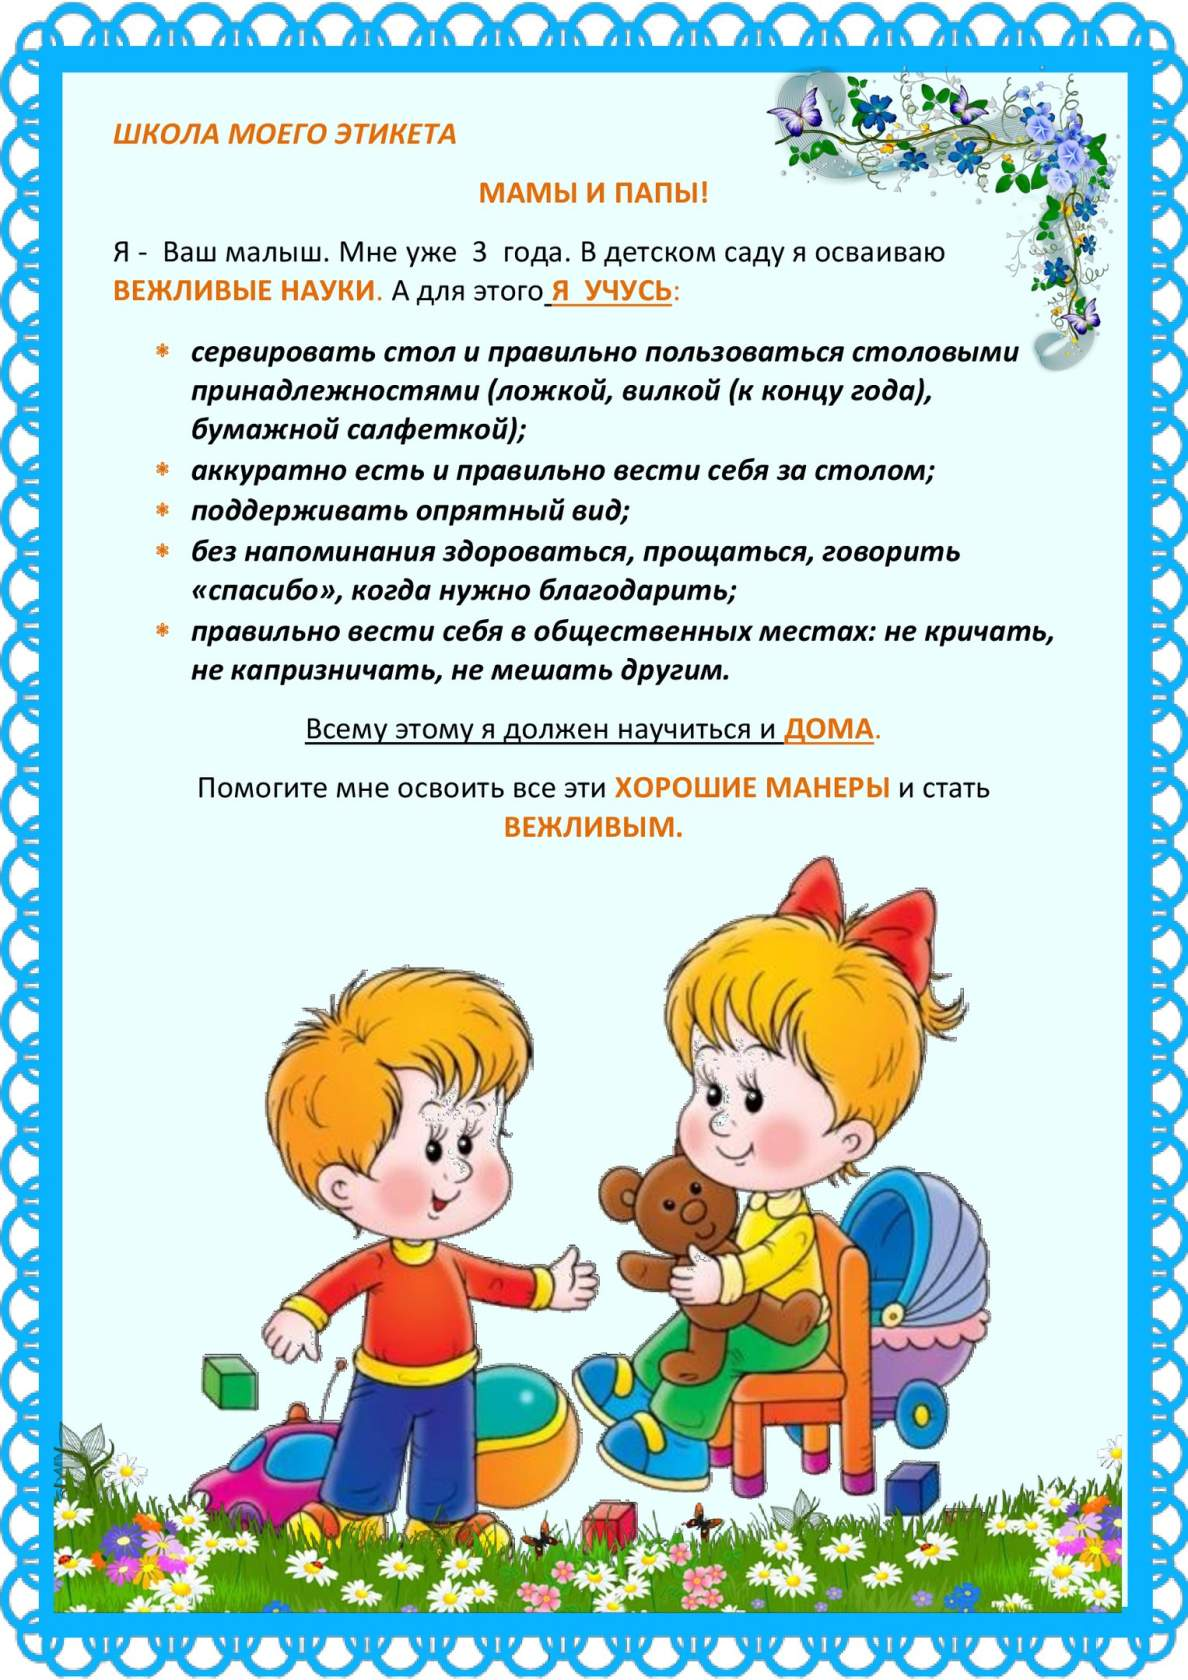 ШКОЛА МОЕГО ЭТИКЕТА
МАМЫ И ПАПЫ!
Я - Ваш малыш. Мне уже 3 года. В детском саду я осваиваю
ВЕЖЛИВЫЕ НАУКИ. А для этого Я УЧУСЬ:
сервировать стол и правильно пользоваться столовыми
принадлежностями (ложкой, вилкой (к концу года),
бумажной салфеткой);
аккуратно есть и правильно вести себя за столом;
поддерживать опрятный вид;
без напоминания здороваться, прощаться, говорить
«спасибо», когда нужно благодарить;
правильно вести себя в общественных местах: не кричать,
не капризничать, не мешать другим.
Всему этому я должен научиться и ДОМА.
Помогите мне освоить все эти ХОРОШИЕ МАНЕРЫ и стать
ВЕЖЛИВЫМ.